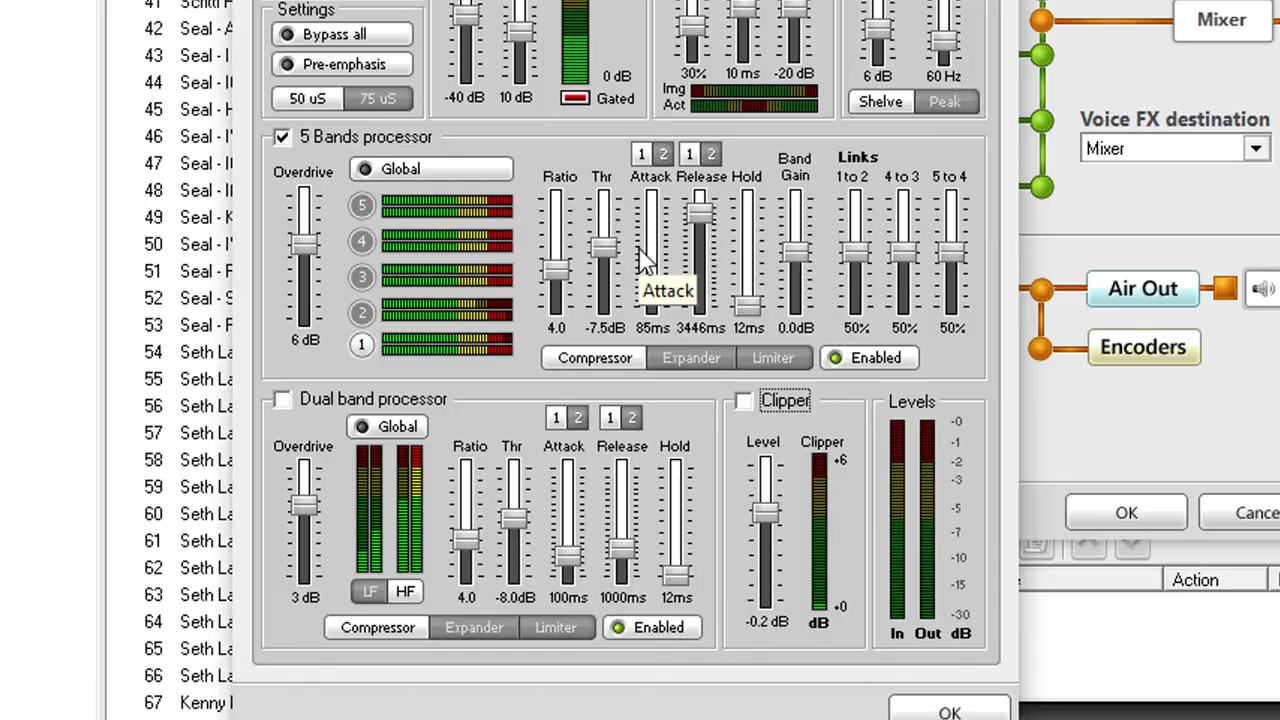 41 Scritti
42 Seal - A
43 Seal - I
44 Seal -
45 Seal - H
46 Seal - I'
47 Seal -
48 Seal - II
49 Seal - K
50 Seal - I'
51 Seal - F
52 Seal - S
53 Seal - F
54 Seth La
55 Seth La
56 Seth La
57 Seth La
58 Seth La
59 Seth La
60 Seth La
61 Seth La
62 Seth La
63 Seth La
64 Seth La
65 Seth La
66 Seth La
67 Kenny
Settings
Bypass all
Pre-emphasis
50 uS 75 uS
-40 dB 10 dB
0 dB
Gated
30% 10 ms -20 dB
Img
Act
6 dB 60 Hz
Shelve Peak
5 Bands processor
Overdrive
Global
5
4
3
2
1
6 dB
1 2 1 2
Ratio Thr Attack Release Hold
Band
Gain
Links
1 to 2 4 to 3 5 to 4
Attack
4.0 -7.5dB 85ms 3446ms 12ms 0.0dB 50% 50% 50%
Compressor Expander Limiter Enabled
Dual band processor
Overdrive
Global
3 dB
LF HF
1 2 1 2
Ratio Thr Attack Release Hold
4.0 -8.0dB 100ms 1000ms 12ms
Compressor Expander Limiter Enabled
Clipper
Level Clipper
+6
+0
-0.2 dB dB
Levels
-0
-1
-2
-3
-5
-7
-10
-15
-30
In Out dB
OK
Mixer
Voice FX destination
Mixer
Air Out
Encoders
OK Cance
Action